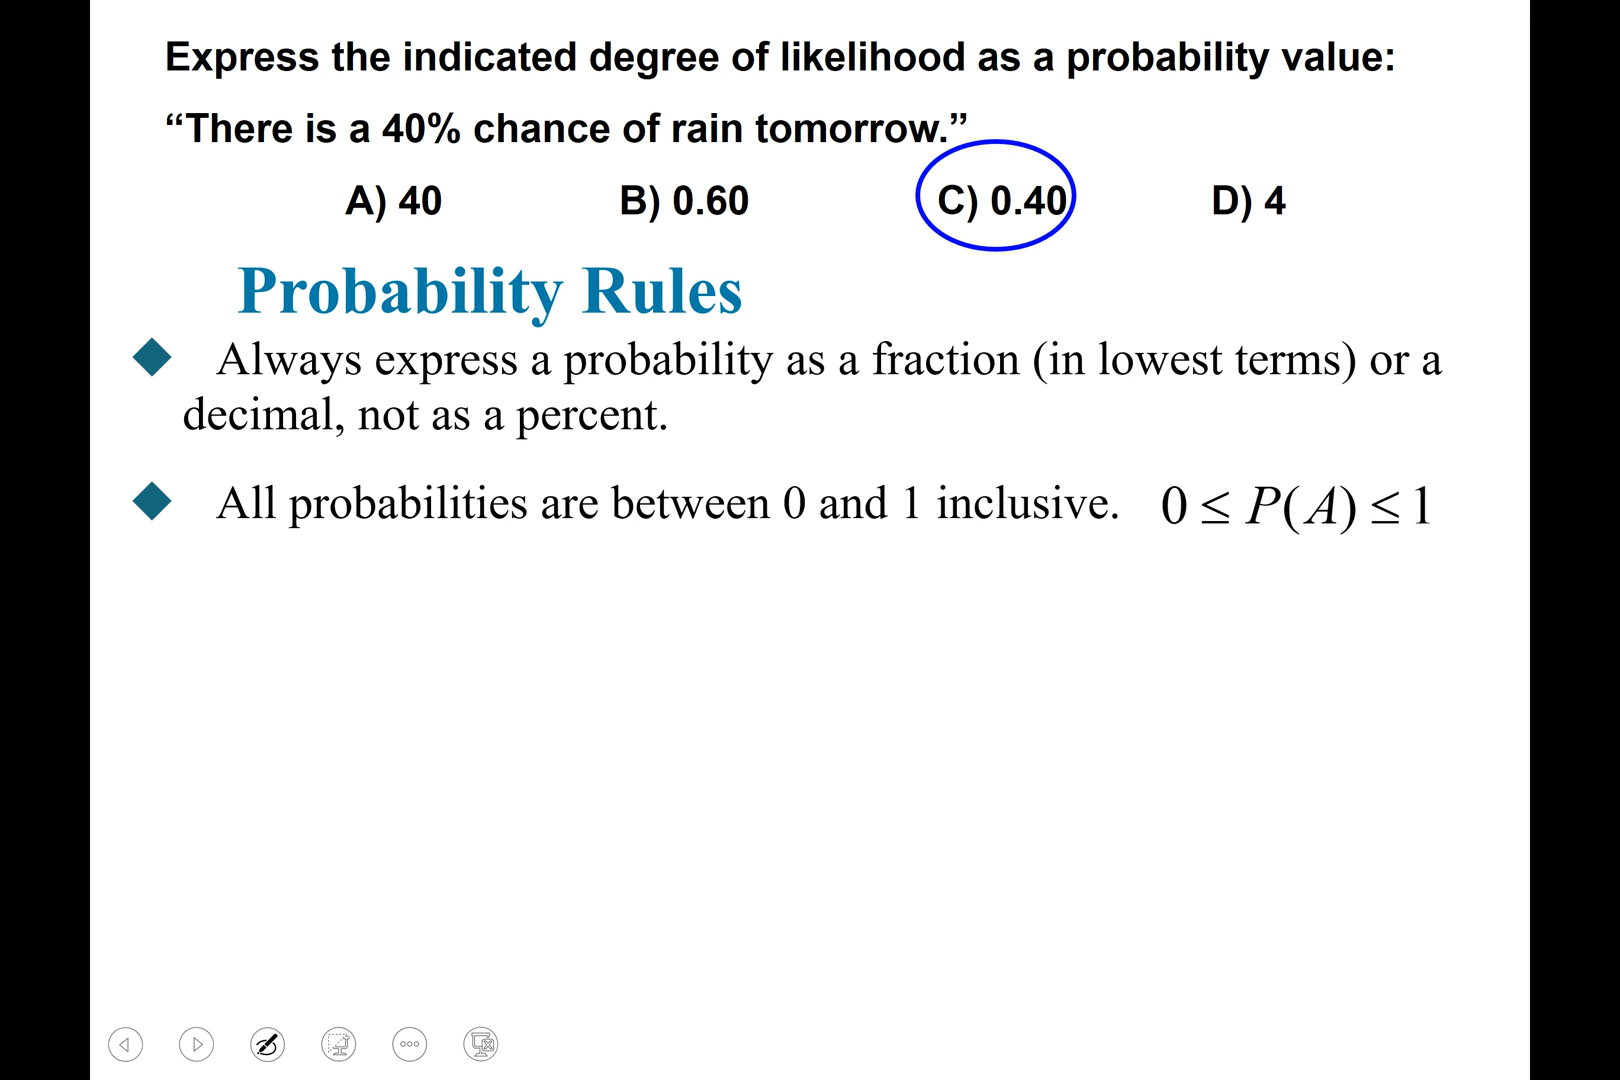 Express the indicated degree of likelihood as a probability value:
“There is a 40% chance of rain tomorrow.”
A) 40 B) 0.60 C) 0.40 D) 4
Probability Rules
Always express a probability as a fraction (in lowest terms) or a
decimal, not as a percent.
All probabilities are between 0 and 1 inclusive. 0 ≤ P(A) ≤ 1